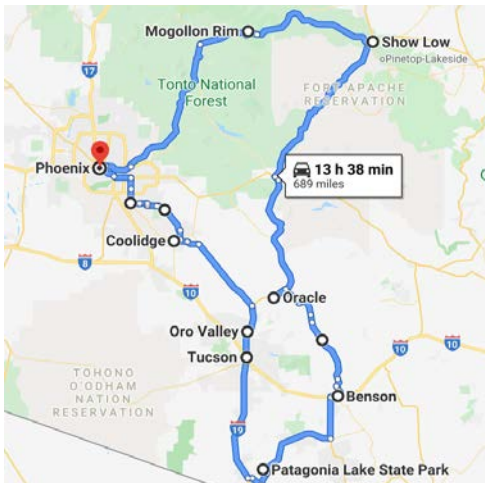 Mogollon Rim
Show Low
Pinetop-Lakeside
17
Tonto National
Forest
FORT APACHE
RESERVATION
Phoenix
13 h 38 min
689 miles
Coolidge
8
10
Oracle
Oro Valley
Tucson
10
10
TOHONO
O'ODHAM
NATION
RESERVATION
Benson
19
Patagonia Lake State Park